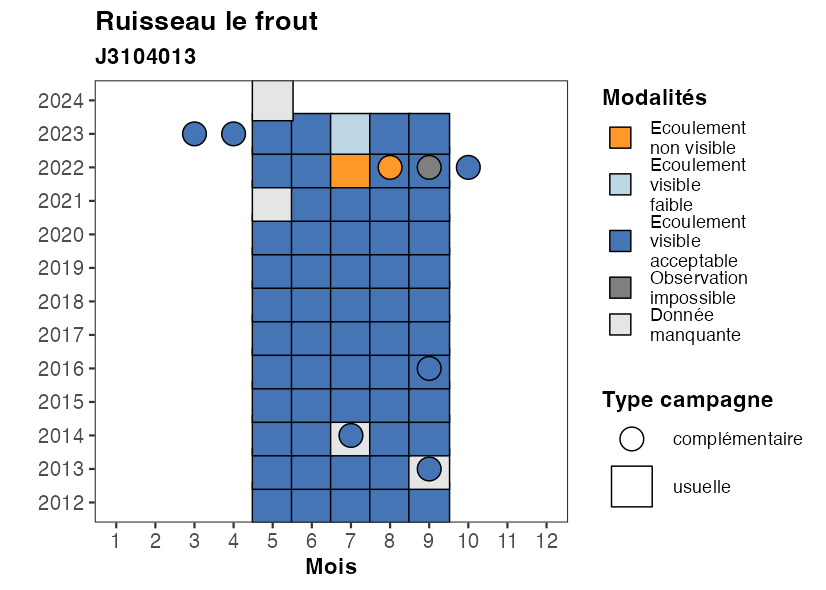 Ruisseau le frout
J3104013
2024
2023
2022
2021
2020
2019
2018
2017
2016
2015
2014
2013
2012
1 2 3 4 5 6 7 8 9 10 11 12
Mois
Modalités
Ecoulement
non visible
Ecoulement
visible
faible
Ecoulement
visible
acceptable
Observation
impossible
Donnée
manquante
Type campagne
complémentaire
usuelle